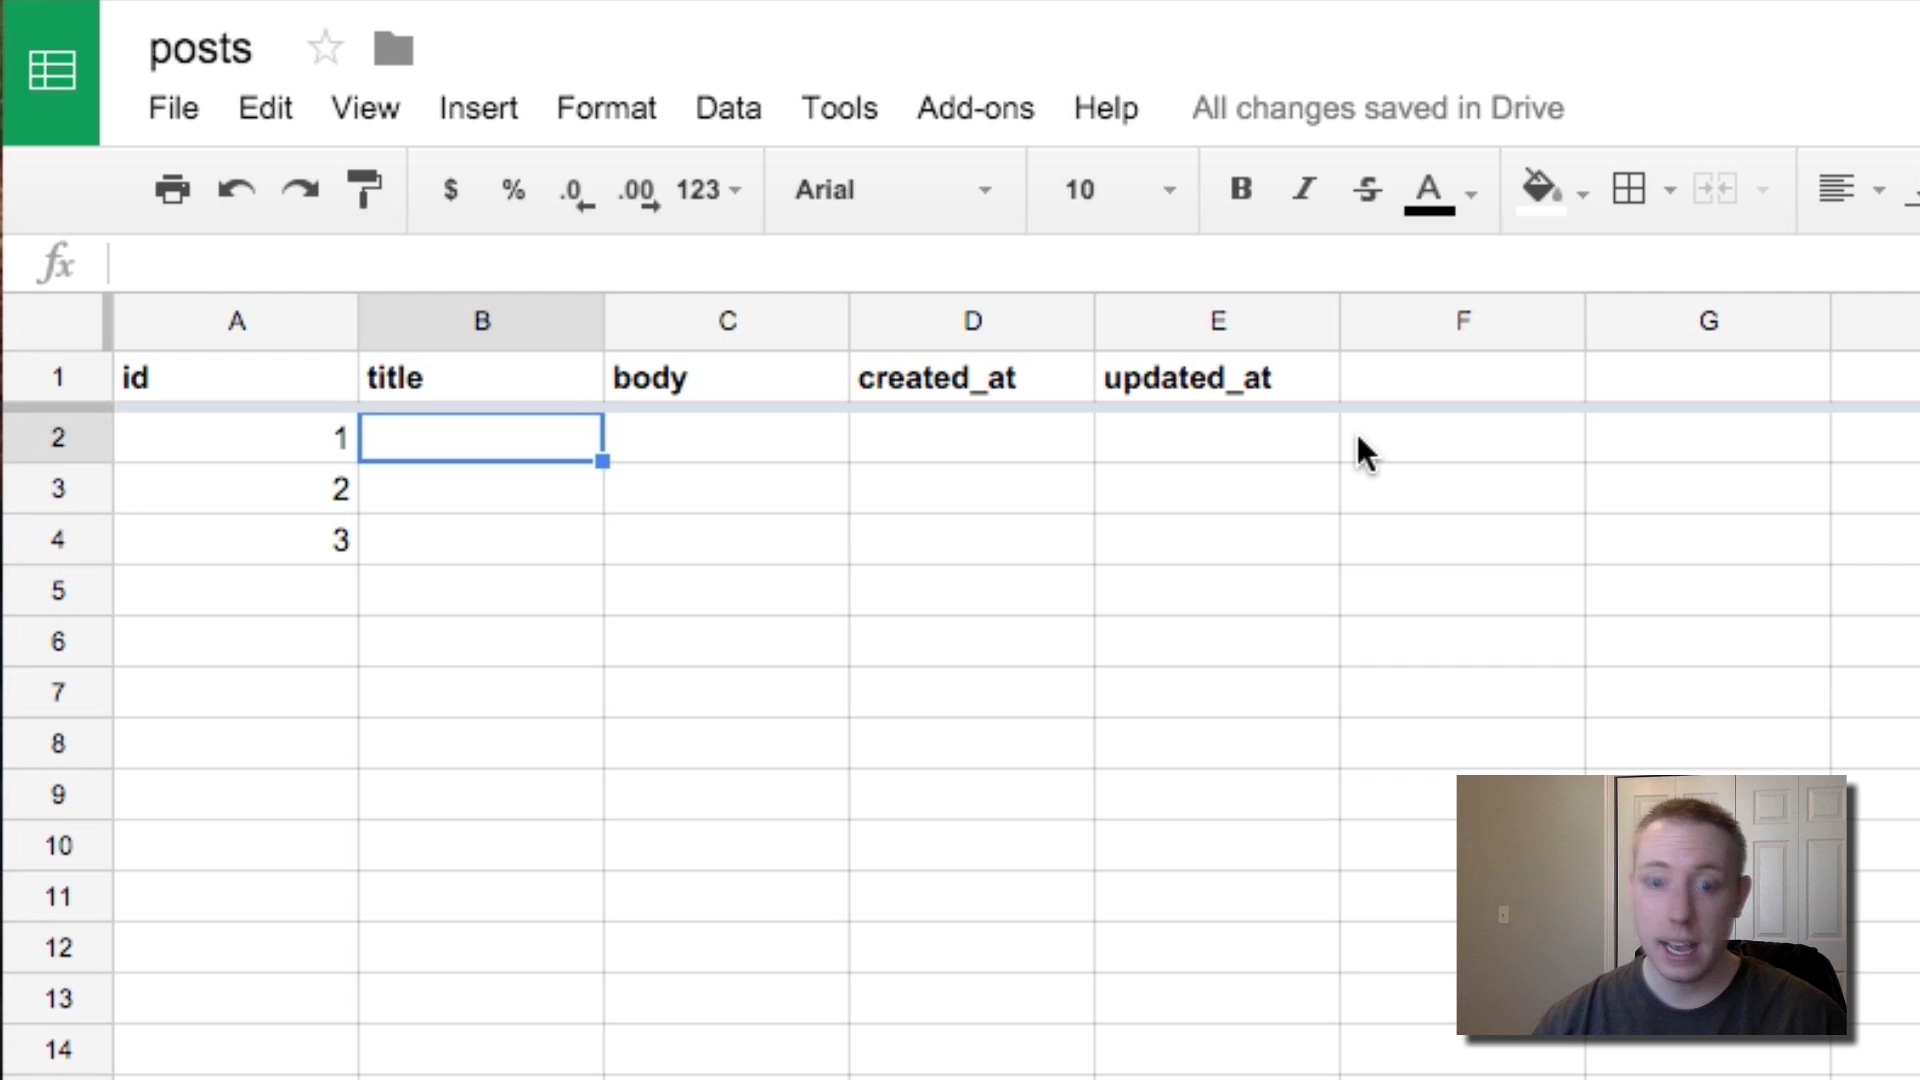 posts
File Edit View Insert Format Data Tools Add-ons Help All changes saved in Drive
$ % .0 .00 123 Arial 10 B I S A
fx
A B C D E F G
1 id title body created_at updated_at
2 1
3 2
4 3
5
6
7
8
9
10
11
12
13
14